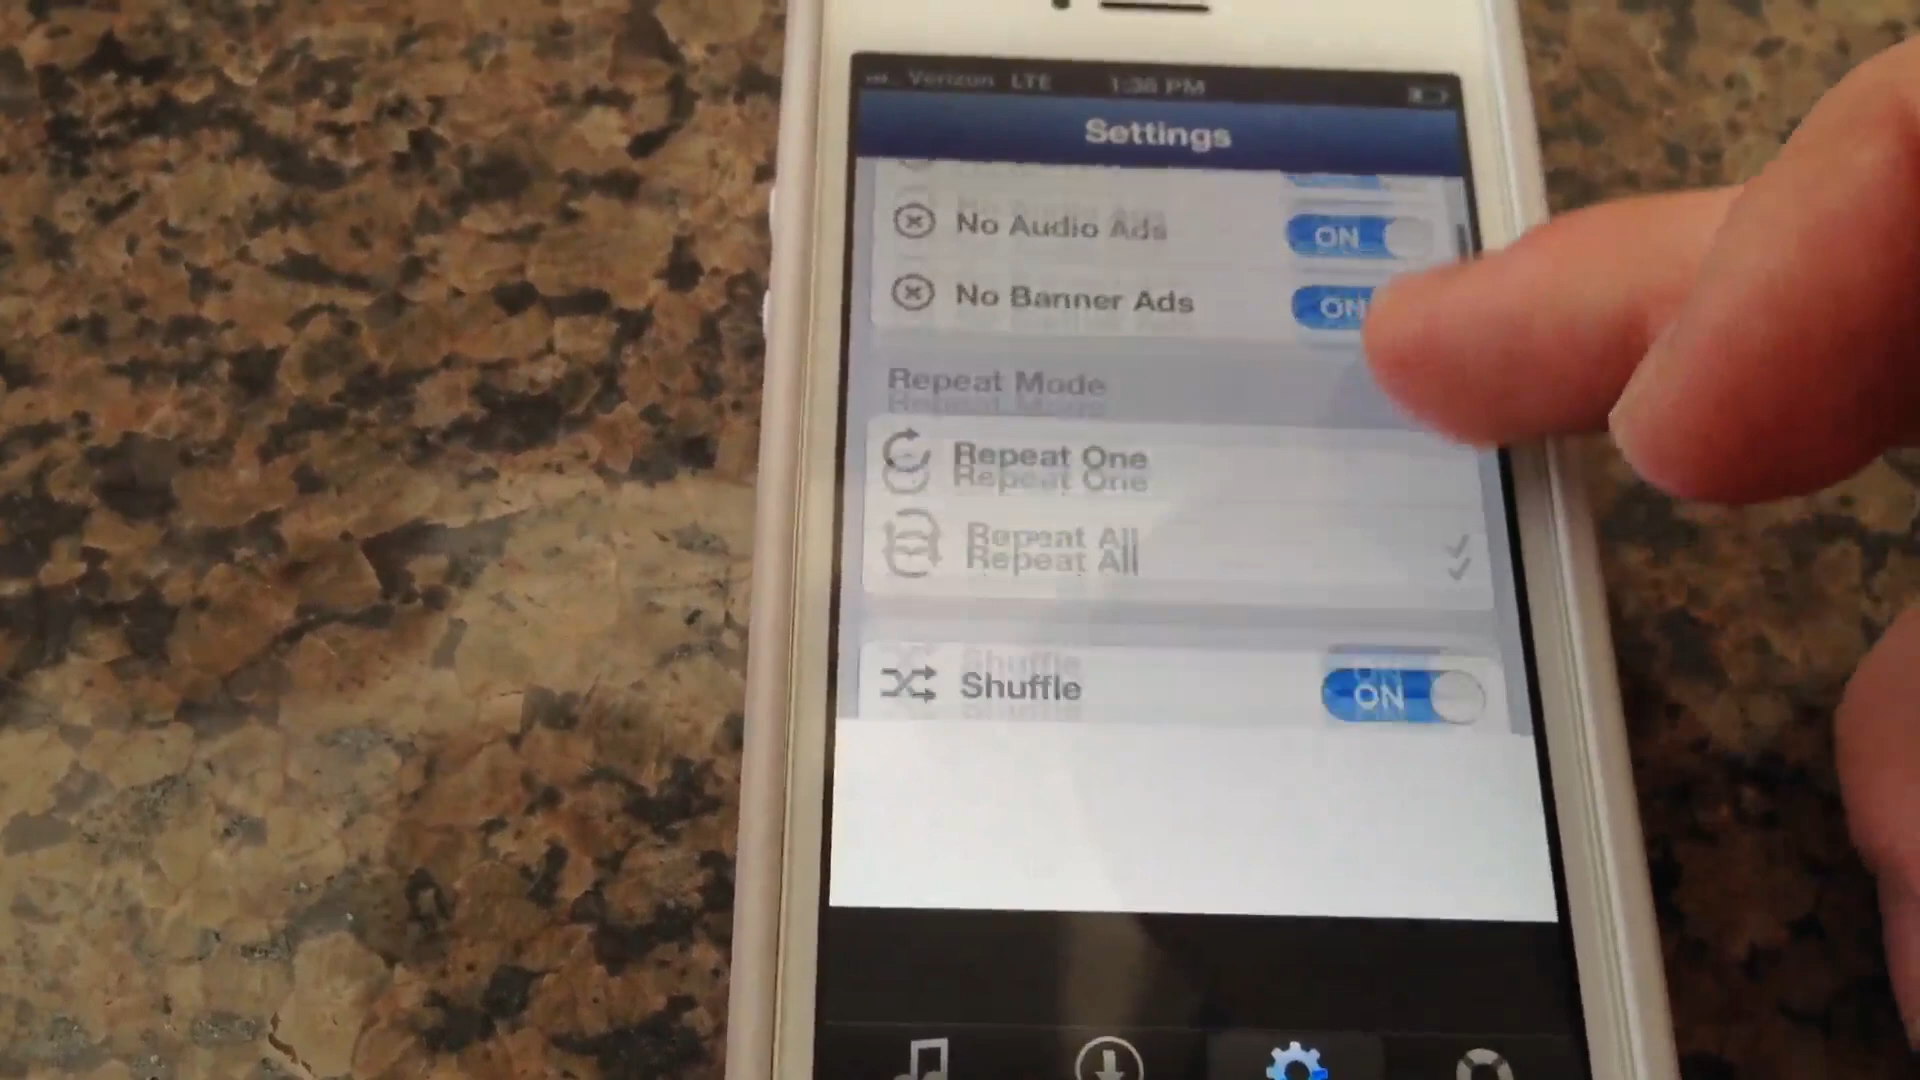 Verizon LTE 1:36 PM
Settings
No Audio Ads ON
No Banner Ads ON
Repeat Mode
Repeat One
Repeat All
Shuffle ON